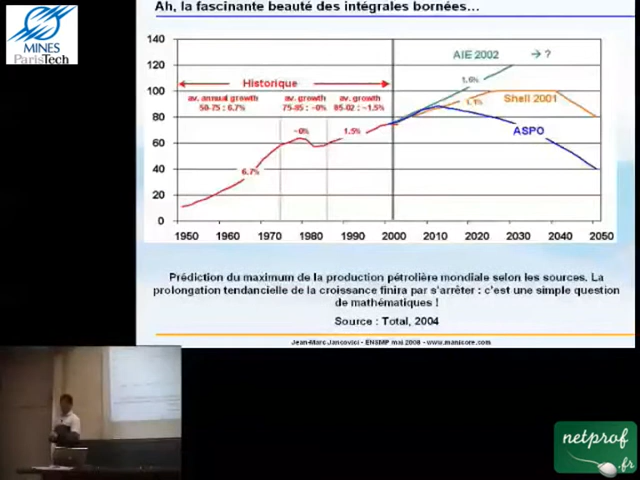 Ah, la fascinante beauté des intégrales bornées…
MINES
ParisTech
140
120
100
80
60
40
20
0
AIE 2002 → ?
1.6%
Historique
Shell 2001
1.1%
av. annual growth
50-75 : 6.7%
av. growth
75-85 : ~0%
av. growth
85-02 : ~1.5%
ASPO
~0%
1.5%
6.7%
1950 1960 1970 1980 1990 2000 2010 2020 2030 2040 2050
Prédiction du maximum de la production pétrolière mondiale selon les sources. La
prolongation tendancielle de la croissance finira par s'arrêter : c'est une simple question
de mathématiques !
Source : Total, 2004
Jean-Marc Jancovici - ENSMP mai 2008 - www.manicore.com
netprof
.fr